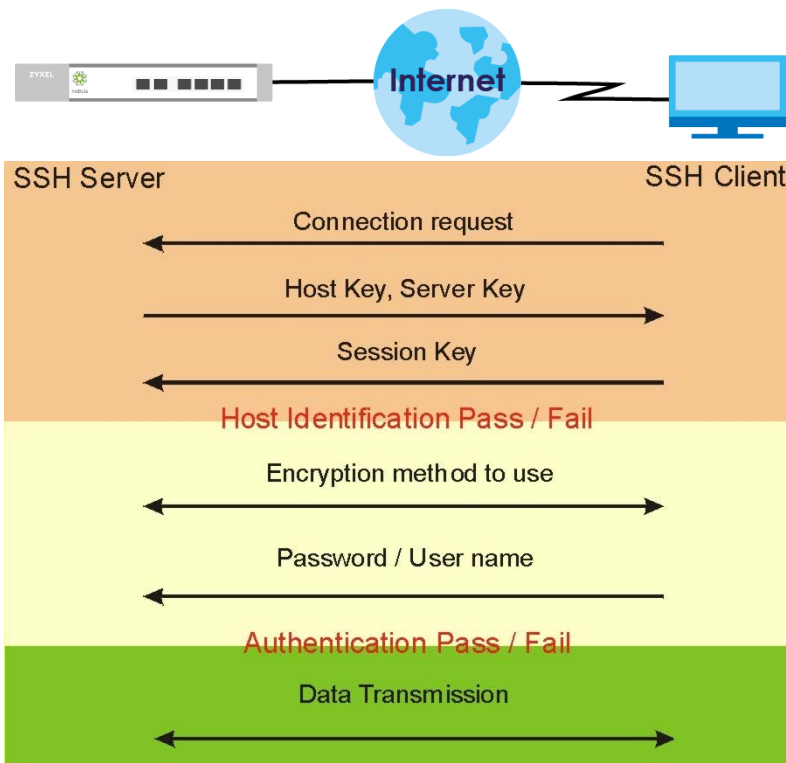 ZYXEL
nebula
Internet
SSH Server
SSH Client
Connection request
Host Key, Server Key
Session Key
Host Identification Pass / Fail
Encryption method to use
Password / User name
Authentication Pass / Fail
Data Transmission